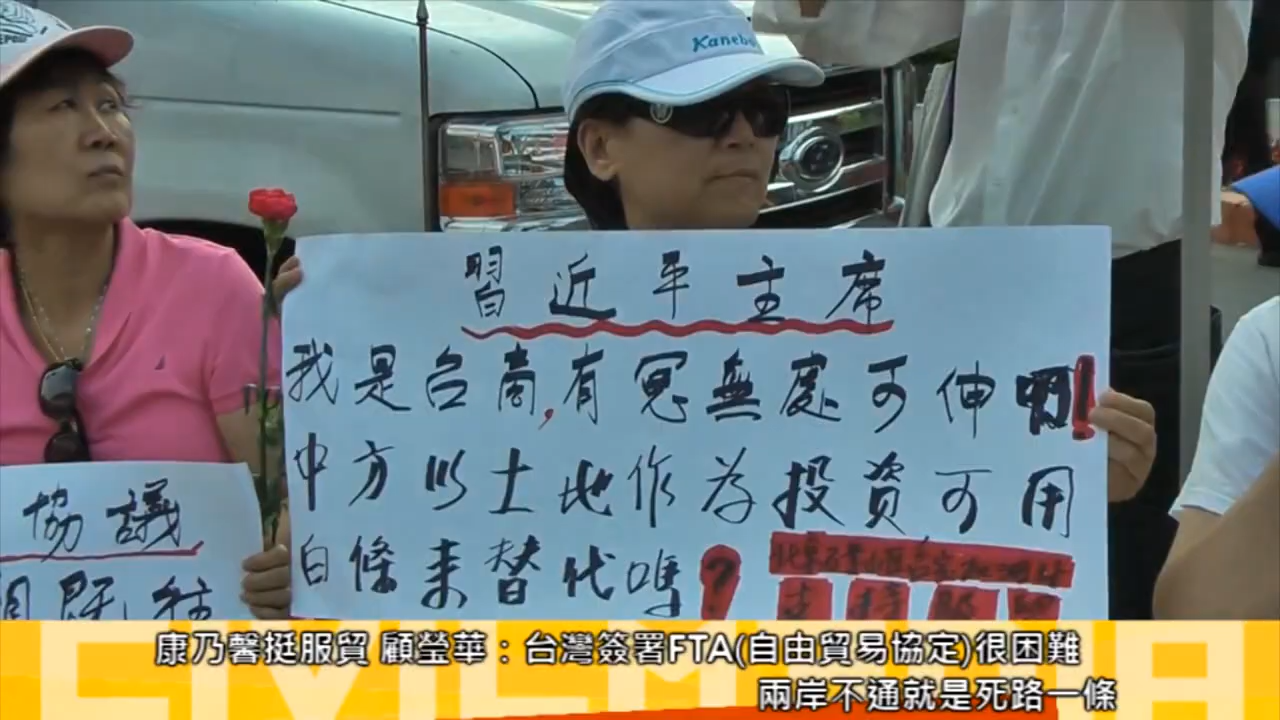 Kanebo
習近平主席
我是台商,有冤無處可伸啊!
中方以土地作為投資可用
白條來替代嗎?
協議
康乃馨挺服貿 顧瑩華：台灣簽署FTA(自由貿易協定)很困難
兩岸不通就是死路一條